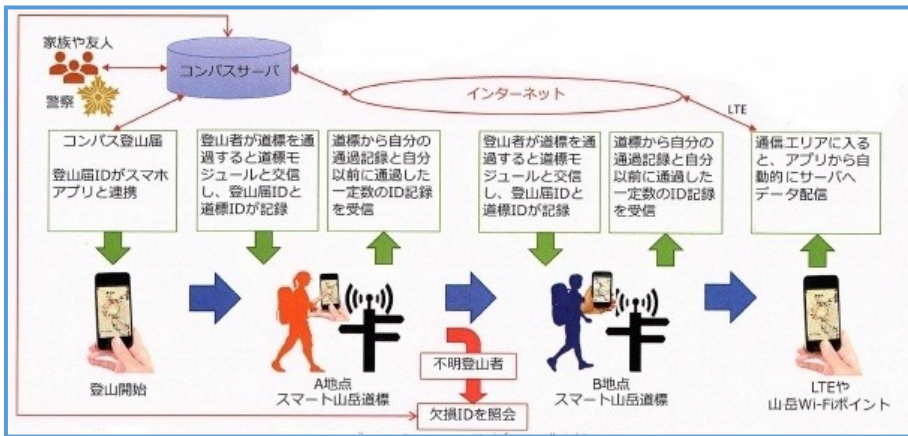 家族や友人
警察
コンパスサーバ
インターネット
LTE
コンパス登山届
登山届IDがスマホ
アプリと連携
登山者が道標を通
過すると道標モ
ジュールと交信
し、登山届IDと
道標IDが記録
道標から自分の
通過記録と自分
以前に通過した
一定数のID記録
を受信
登山者が道標を通
過すると道標モ
ジュールと交信
し、登山届IDと
道標IDが記録
道標から自分の
通過記録と自分
以前に通過した
一定数のID記録
を受信
通信エリアに入る
と、アプリから自
動的にサーバへ
データ配信
登山開始
A地点
スマート山岳道標
不明登山者
欠損IDを照会
B地点
スマート山岳道標
LTEや
山岳Wi-Fiポイント